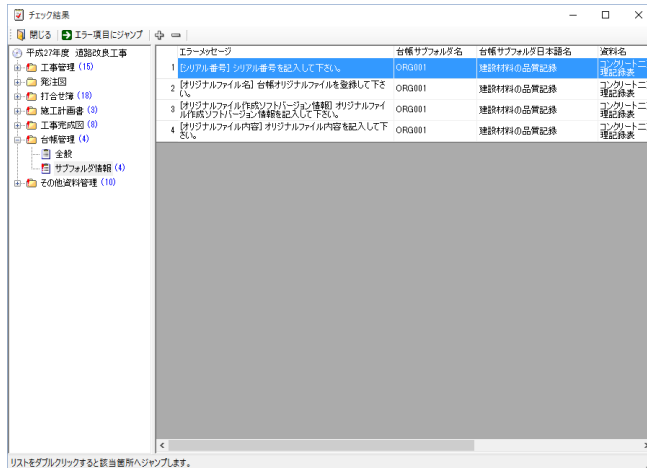 チェック結果
閉じる エラー項目にジャンプ
平成27年度 道路改良工事
工事管理 (15)
発注図
打合せ簿 (18)
施工計画書 (3)
工事完成図 (8)
台帳管理 (4)
全般
サブフォルダ情報 (4)
その他資料管理 (10)
エラーメッセージ 台帳サブフォルダ名 台帳サブフォルダ日本語名 資料名
1 [シリアル番号] シリアル番号を記入して下さい。 ORG001 建設材料の品質記録 コンクリート二
理記録表
2 [オリジナルファイル名] 台帳オリジナルファイルを登録して下さ
い。 ORG001 建設材料の品質記録 コンクリート二
理記録表
3 [オリジナルファイル作成ソフトバージョン情報] オリジナルファイ
ル作成ソフトバージョン情報を記入して下さい。 ORG001 建設材料の品質記録 コンクリート二
理記録表
4 [オリジナルファイル内容] オリジナルファイル内容を記入して下
さい。 ORG001 建設材料の品質記録 コンクリート二
理記録表
リストをダブルクリックすると該当箇所へジャンプします。